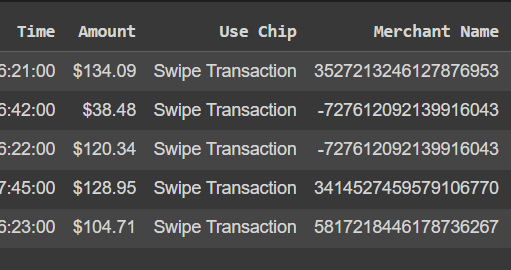 Time Amount Use Chip Merchant Name
6:21:00 $134.09 Swipe Transaction 3527213246127876953
6:42:00 $38.48 Swipe Transaction -727612092139916043
6:22:00 $120.34 Swipe Transaction -727612092139916043
7:45:00 $128.95 Swipe Transaction 3414527459579106770
6:23:00 $104.71 Swipe Transaction 5817218446178736267